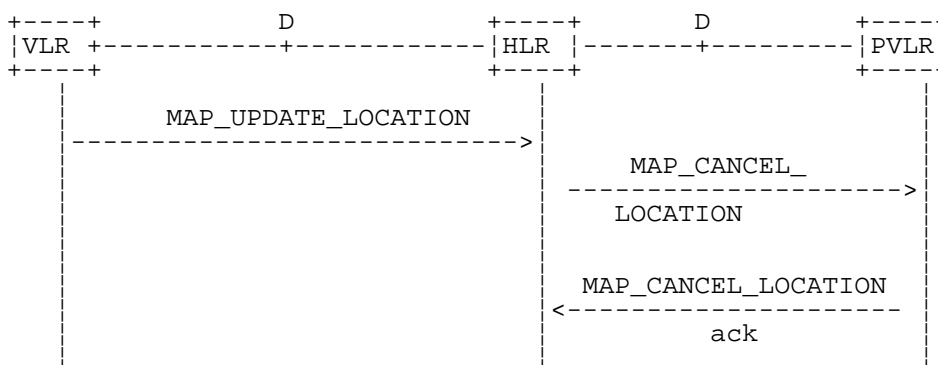 D D
VLR HLR PVLR
MAP_UPDATE_LOCATION
MAP_CANCEL_
LOCATION
MAP_CANCEL_LOCATION
ack